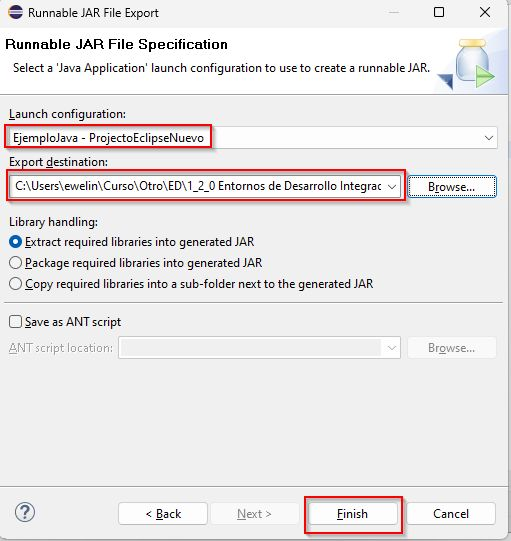 Runnable JAR File Export
Runnable JAR File Specification
Select a 'Java Application' launch configuration to use to create a runnable JAR.
Launch configuration:
EjemploJava - ProjectoEclipseNuevo
Export destination:
C:\Users\ewelin\Curso\Otro\ED\1_2_0 Entornos de Desarrollo Integrac
Browse...
Library handling:
Extract required libraries into generated JAR
Package required libraries into generated JAR
Copy required libraries into a sub-folder next to the generated JAR
Save as ANT script
ANT script location:
Browse...
?
< Back
Next >
Finish
Cancel